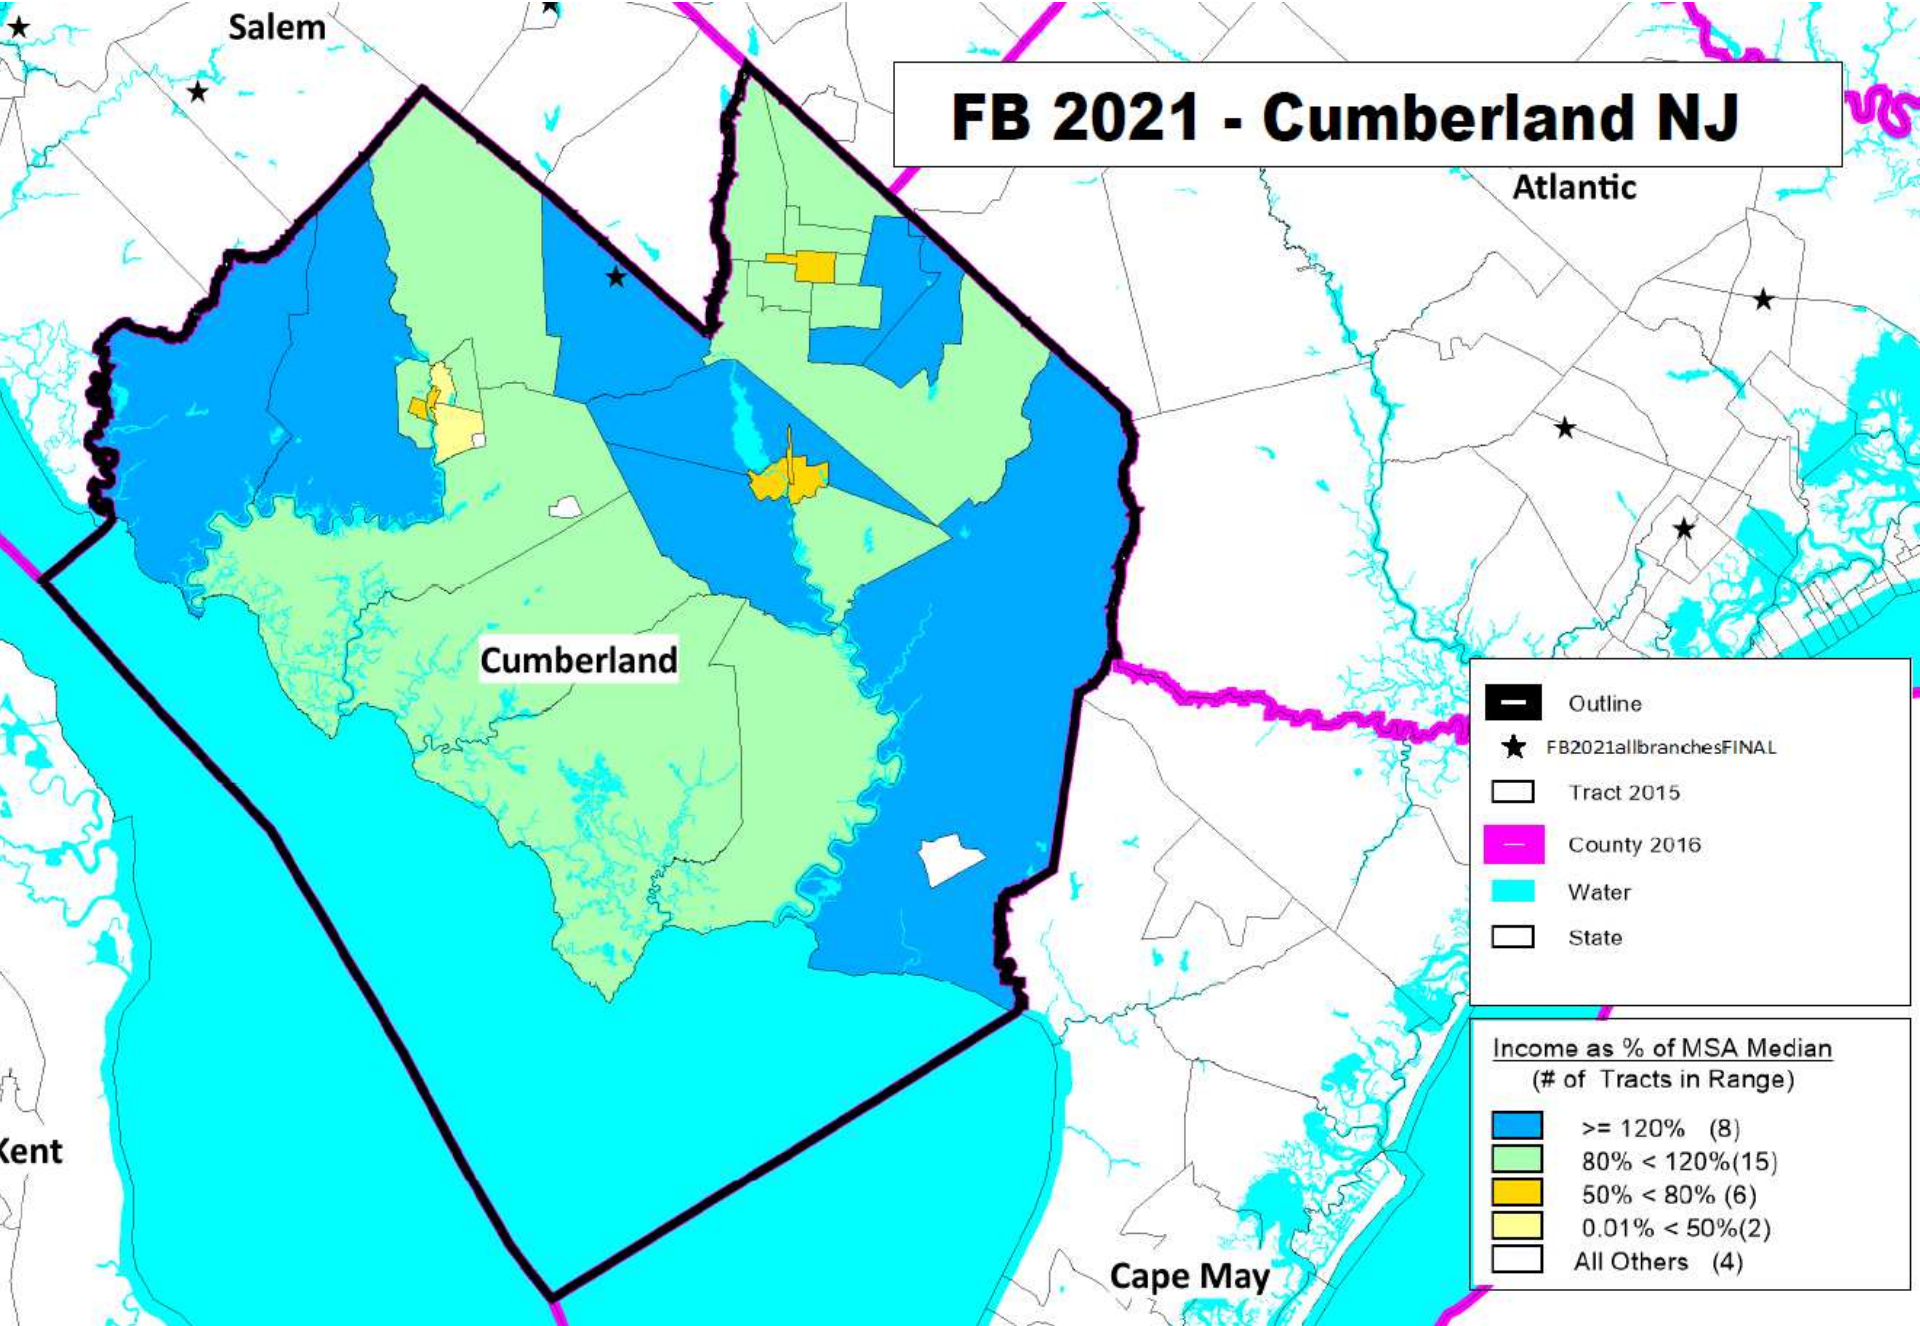 Salem
FB 2021 - Cumberland NJ
Atlantic
Cumberland
Outline
FB2021allbranchesFINAL
Tract 2015
County 2016
Water
State
Income as % of MSA Median
(# of Tracts in Range)
>= 120% (8)
80% < 120%(15)
50% < 80% (6)
0.01% < 50%(2)
All Others (4)
Kent
Cape May